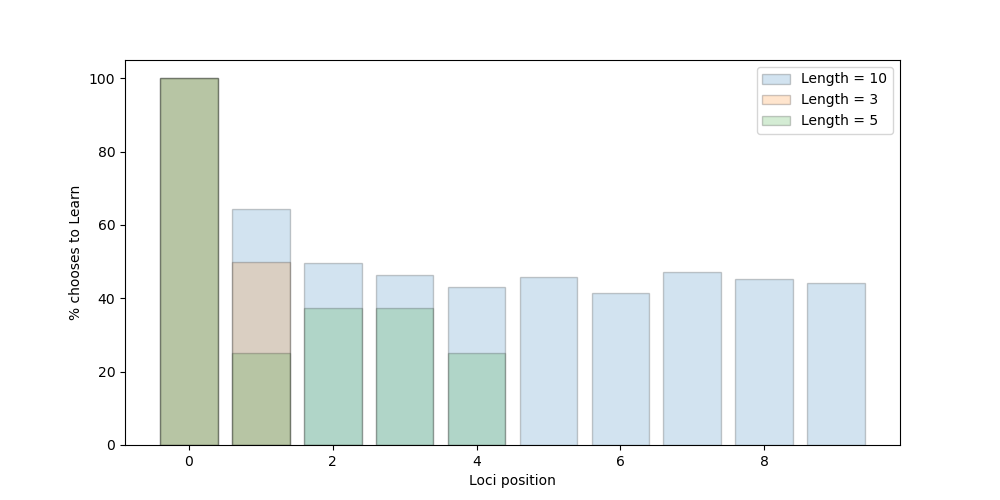 100
80
60
40
20
0
% chooses to Learn
Length = 10
Length = 3
Length = 5
0 2 4 6 8
Loci position